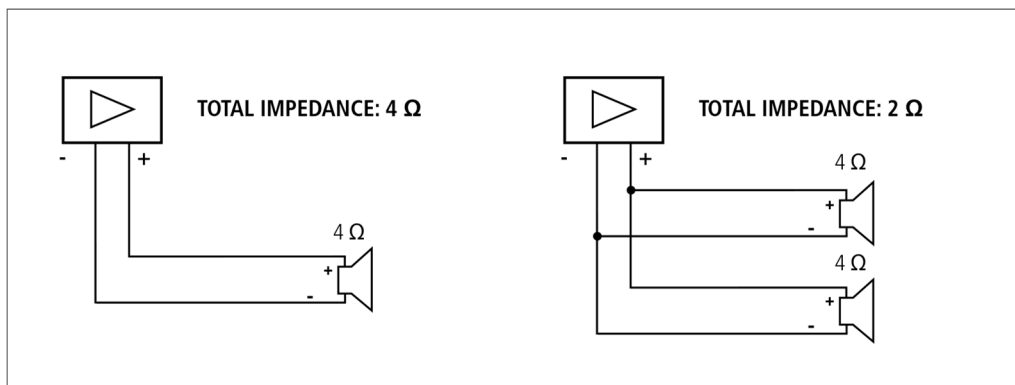 TOTAL IMPEDANCE: 4 Ω
- +
4 Ω
+
-
TOTAL IMPEDANCE: 2 Ω
- +
4 Ω
+
-
4 Ω
+
-